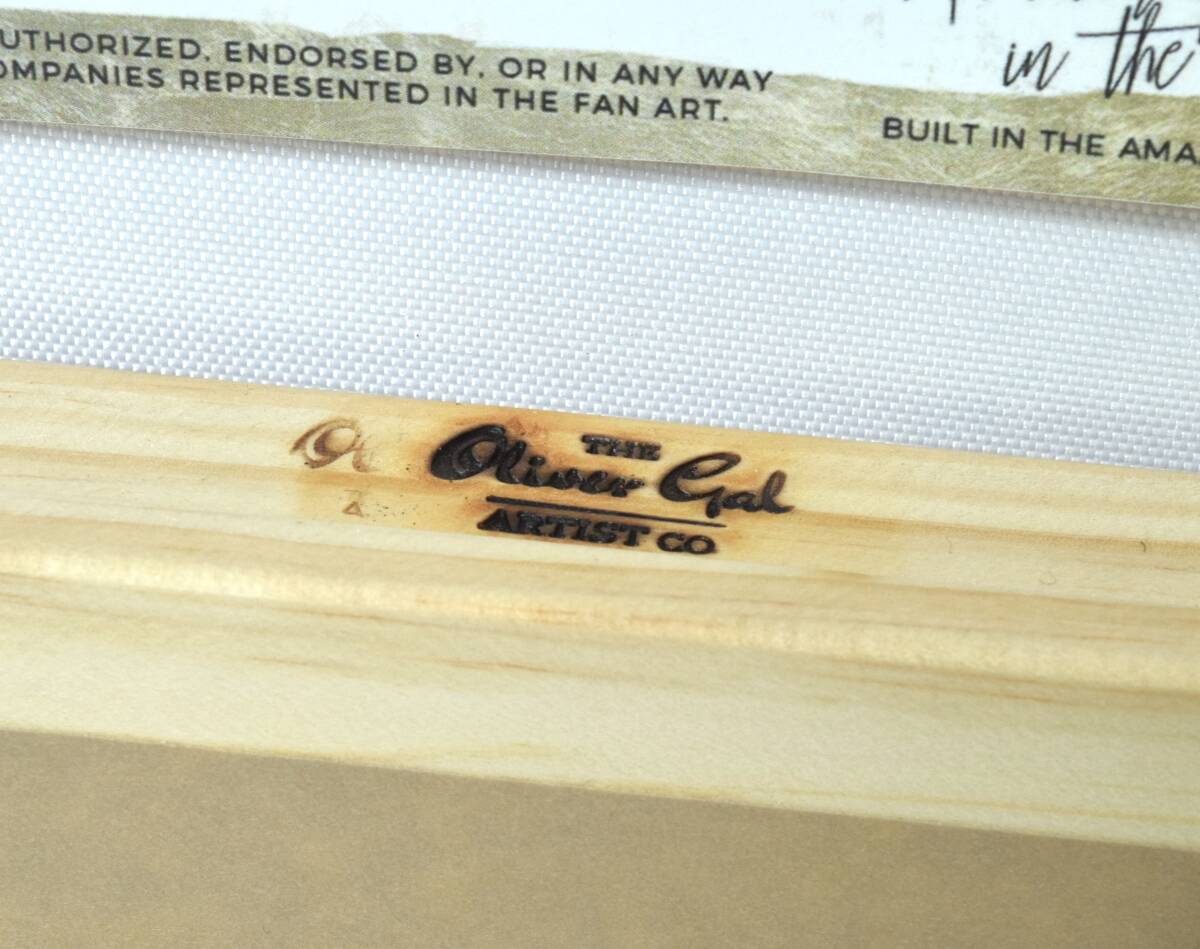 UTHORIZED, ENDORSED BY, OR IN ANY WAY
OMPANIES REPRESENTED IN THE FAN ART.
in the
BUILT IN THE AMA
THE
Oliver Gal
ARTIST CO